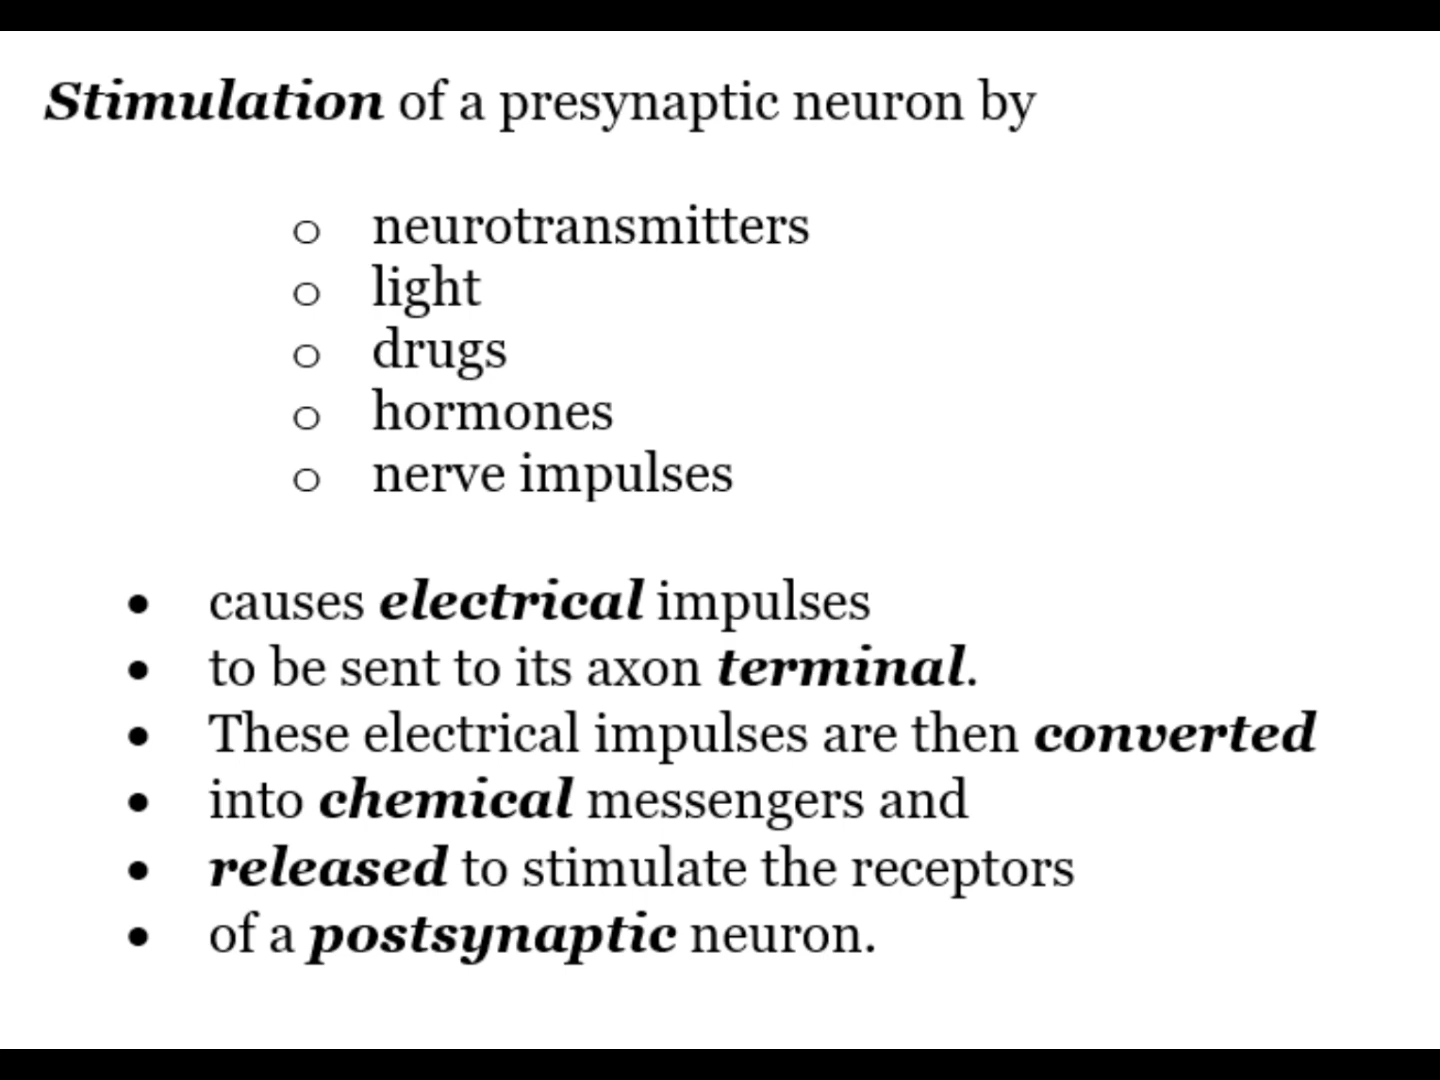 Stimulation of a presynaptic neuron by
o neurotransmitters
o light
o drugs
o hormones
o nerve impulses
• causes electrical impulses
• to be sent to its axon terminal.
• These electrical impulses are then converted
• into chemical messengers and
• released to stimulate the receptors
• of a postsynaptic neuron.